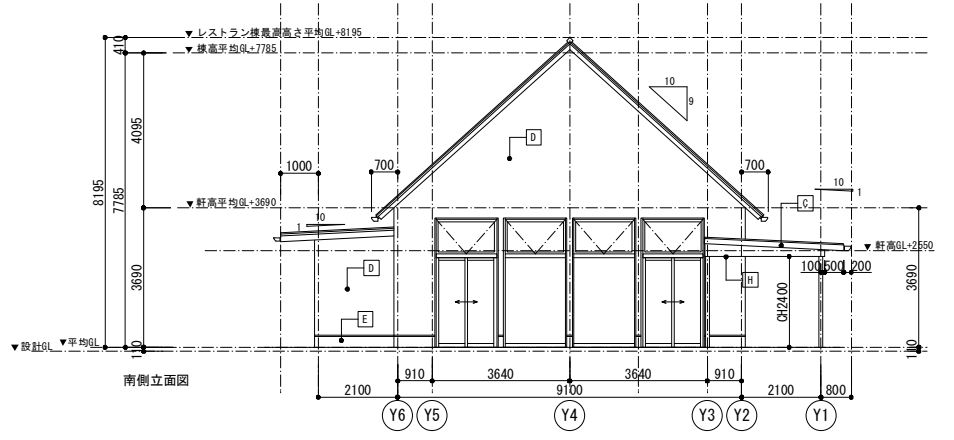 ▼ レストラン棟最高高さ平均GL+8195
▼ 棟高平均GL+7785
410
10
9
D
4095
8195
7785
1000
700
700
10
1
C
▼ 軒高平均GL+3690
10
1
▼ 軒高GL+2550
100
500
200
D
H
3690
CH2400
3690
E
▼ 設計GL
▼ 平均GL
110
110
南側立面図
910
3640
3640
910
2100
9100
2100
800
Y6
Y5
Y4
Y3
Y2
Y1